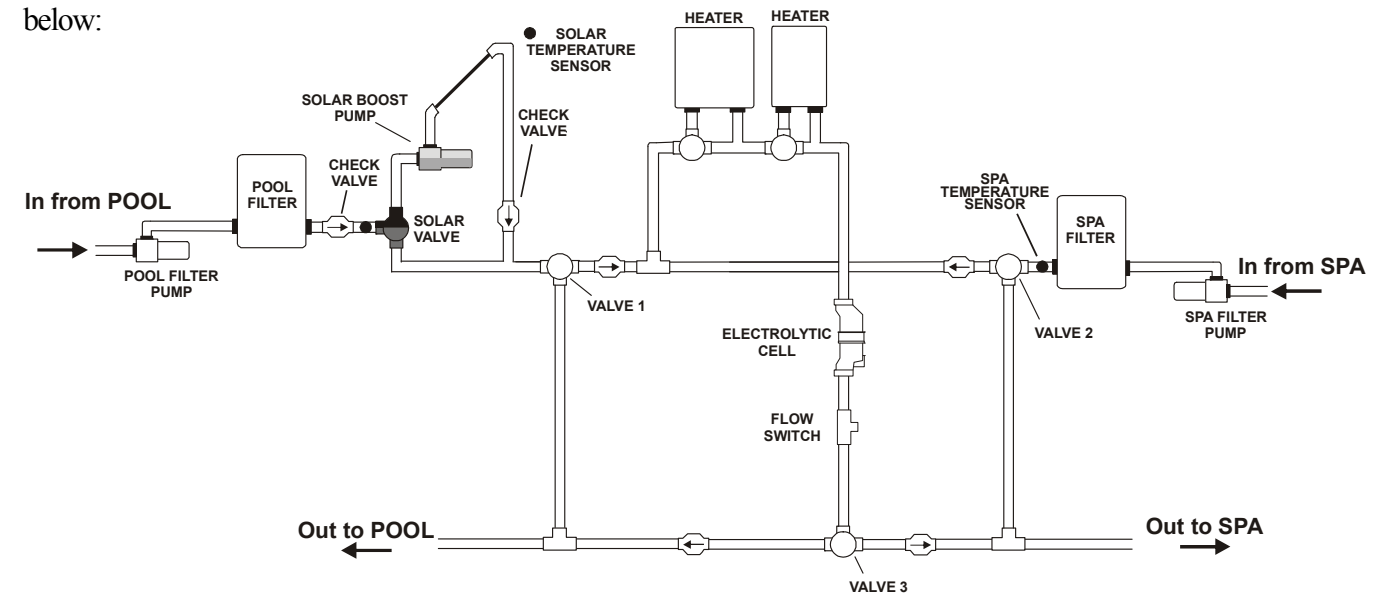 below:
HEATER
HEATER
SOLAR
TEMPERATURE
SENSOR
SOLAR BOOST
PUMP
CHECK
VALVE
CHECK
VALVE
POOL
FILTER
In from POOL
SOLAR
VALVE
POOL FILTER
PUMP
SPA
TEMPERATURE
SENSOR
SPA
FILTER
In from SPA
SPA FILTER
PUMP
VALVE 1
VALVE 2
ELECTROLYTIC
CELL
FLOW
SWITCH
Out to POOL
Out to SPA
VALVE 3